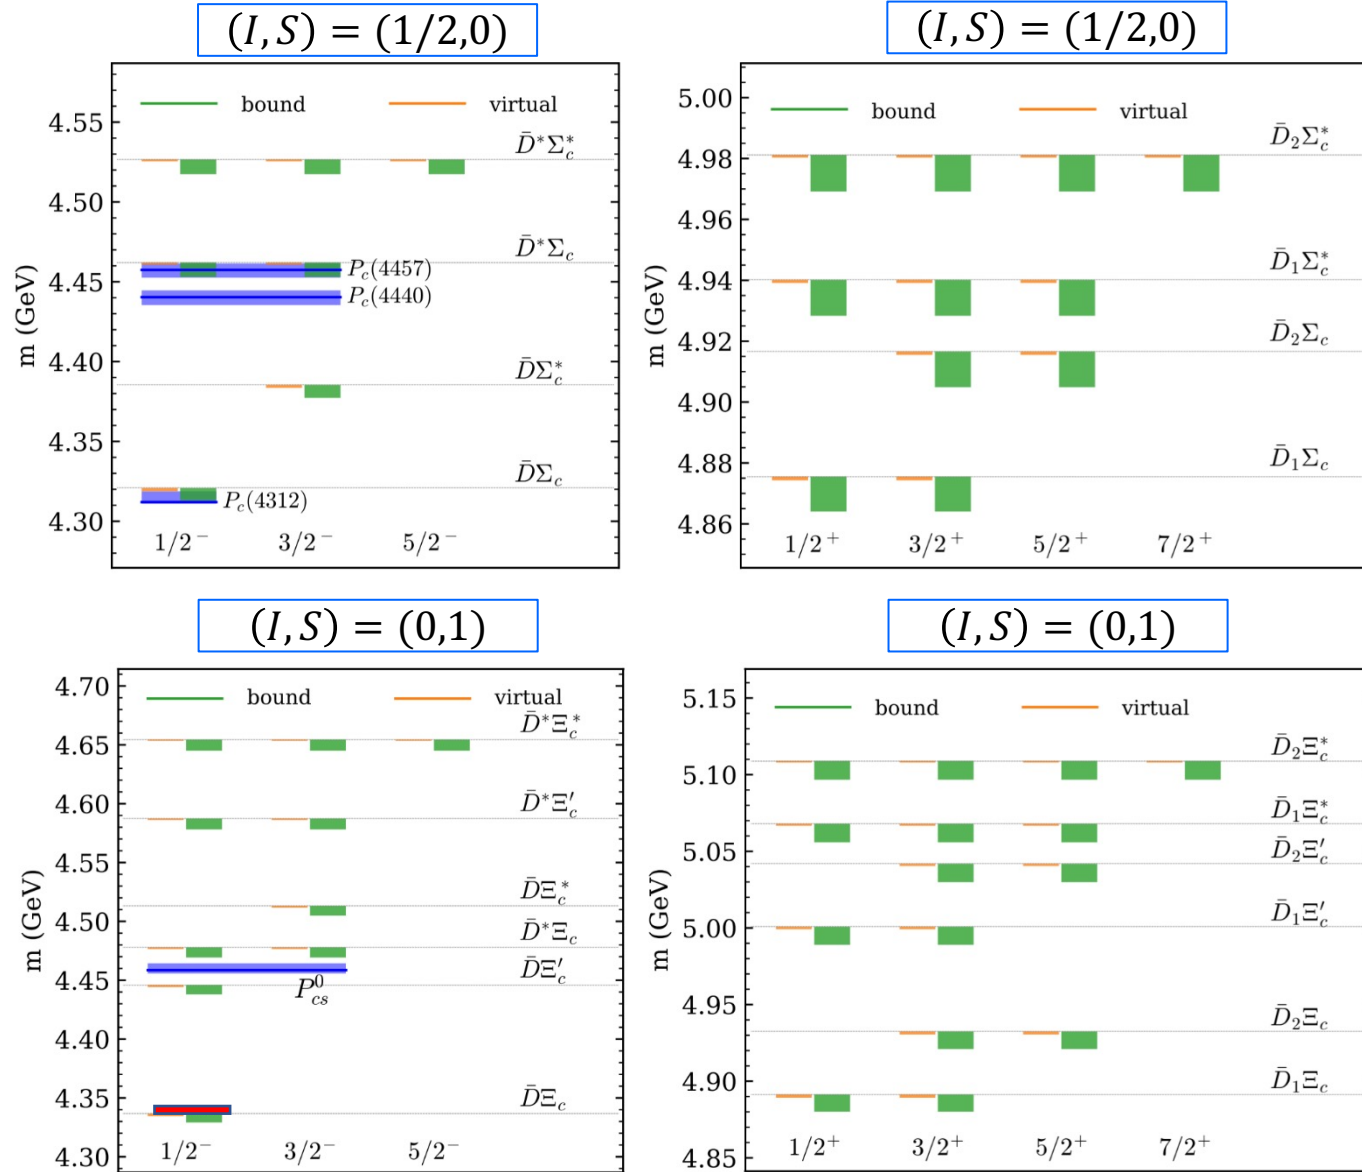 (I, S) = (1/2,0)
bound virtual
m (GeV)
4.55
4.50
4.45
4.40
4.35
4.30
D̄*Σc*
D̄*Σc
Pc(4457)
Pc(4440)
D̄Σc*
D̄Σc
Pc(4312)
1/2⁻ 3/2⁻ 5/2⁻
(I, S) = (1/2,0)
bound virtual
m (GeV)
5.00
4.98
4.96
4.94
4.92
4.90
4.88
4.86
D̄₂Σc*
D̄₁Σc*
D̄₂Σc
D̄₁Σc
1/2⁺ 3/2⁺ 5/2⁺ 7/2⁺
(I, S) = (0,1)
bound virtual
m (GeV)
4.70
4.65
4.60
4.55
4.50
4.45
4.40
4.35
4.30
D̄*Ξc*
D̄*Ξc′
D̄Ξc*
D̄*Ξc
D̄Ξc′
Pcs⁰
D̄Ξc
1/2⁻ 3/2⁻ 5/2⁻
(I, S) = (0,1)
bound virtual
m (GeV)
5.15
5.10
5.05
5.00
4.95
4.90
4.85
D̄₂Ξc*
D̄₁Ξc*
D̄₂Ξc′
D̄₁Ξc′
D̄₂Ξc
D̄₁Ξc
1/2⁺ 3/2⁺ 5/2⁺ 7/2⁺